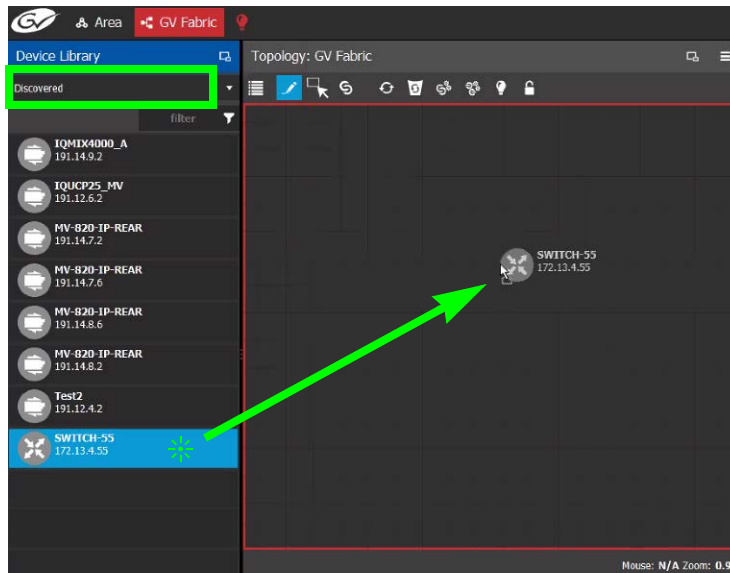 GV Area GV Fabric
Device Library
Topology: GV Fabric
Discovered
filter
IQMIX4000_A
191.14.9.2
IQUCP25_MV
191.12.6.2
MV-820-IP-REAR
191.14.7.2
MV-820-IP-REAR
191.14.7.6
MV-820-IP-REAR
191.14.8.6
MV-820-IP-REAR
191.14.8.2
Test2
191.12.4.2
SWITCH-55
172.13.4.55
SWITCH-55
172.13.4.55
Mouse: N/A Zoom: 0.9